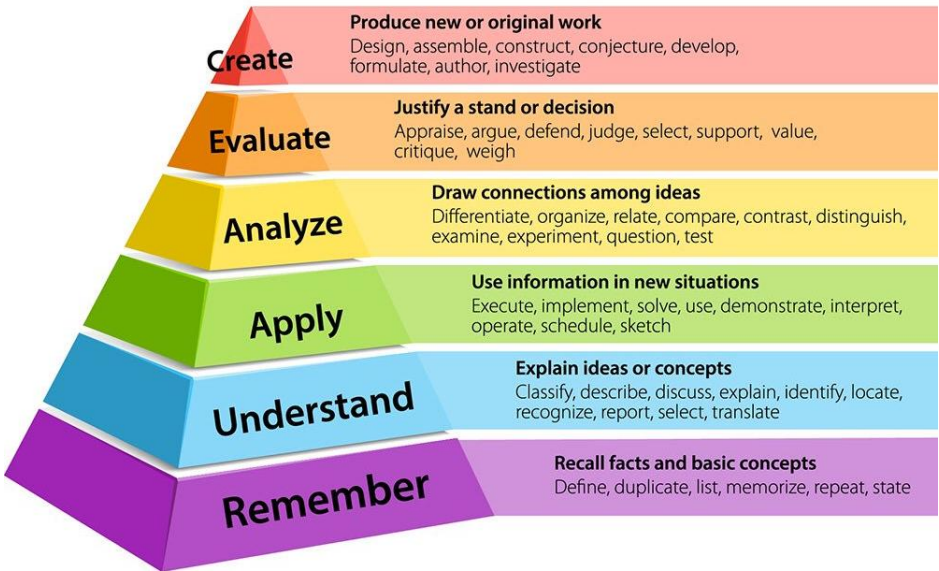 Create
Produce new or original work
Design, assemble, construct, conjecture, develop,
formulate, author, investigate
Evaluate
Justify a stand or decision
Appraise, argue, defend, judge, select, support, value,
critique, weigh
Analyze
Draw connections among ideas
Differentiate, organize, relate, compare, contrast, distinguish,
examine, experiment, question, test
Apply
Use information in new situations
Execute, implement, solve, use, demonstrate, interpret,
operate, schedule, sketch
Understand
Explain ideas or concepts
Classify, describe, discuss, explain, identify, locate,
recognize, report, select, translate
Remember
Recall facts and basic concepts
Define, duplicate, list, memorize, repeat, state